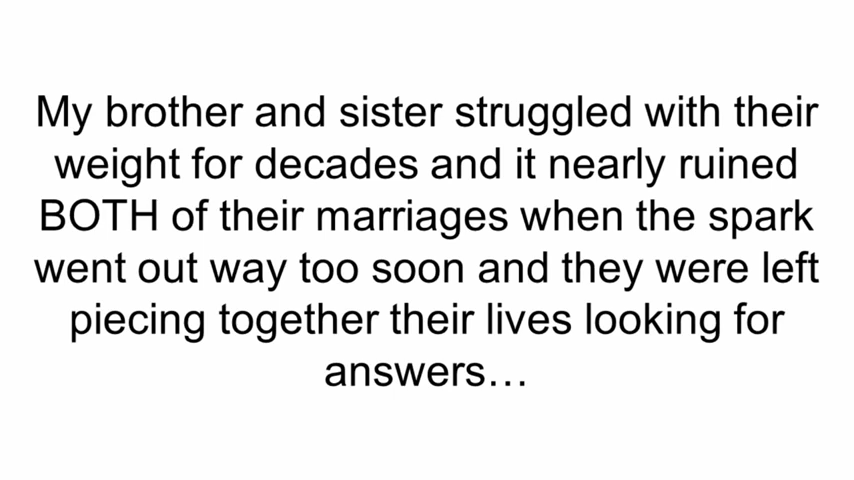 My brother and sister struggled with their
weight for decades and it nearly ruined
BOTH of their marriages when the spark
went out way too soon and they were left
piecing together their lives looking for
answers…